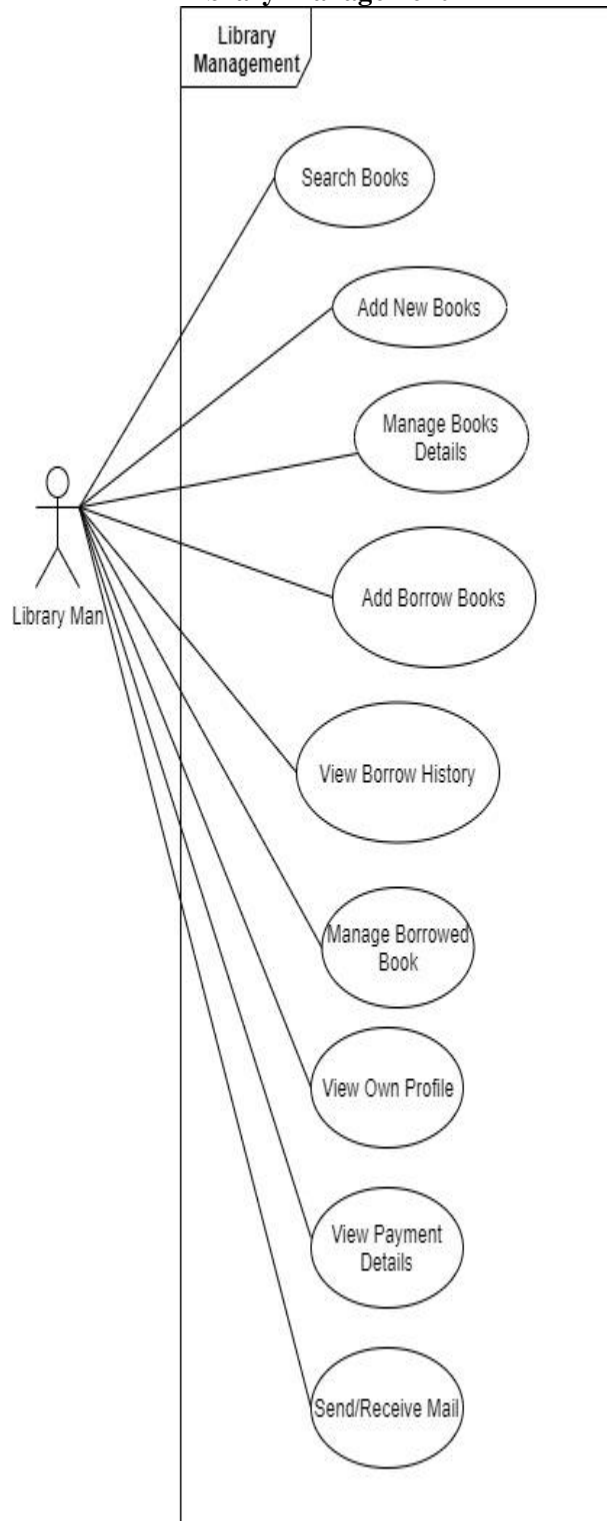 Library
Management
Search Books
Add New Books
Manage Books
Details
Add Borrow Books
Library Man
View Borrow History
Manage Borrowed
Book
View Own Profile
View Payment
Details
Send/Receive Mail